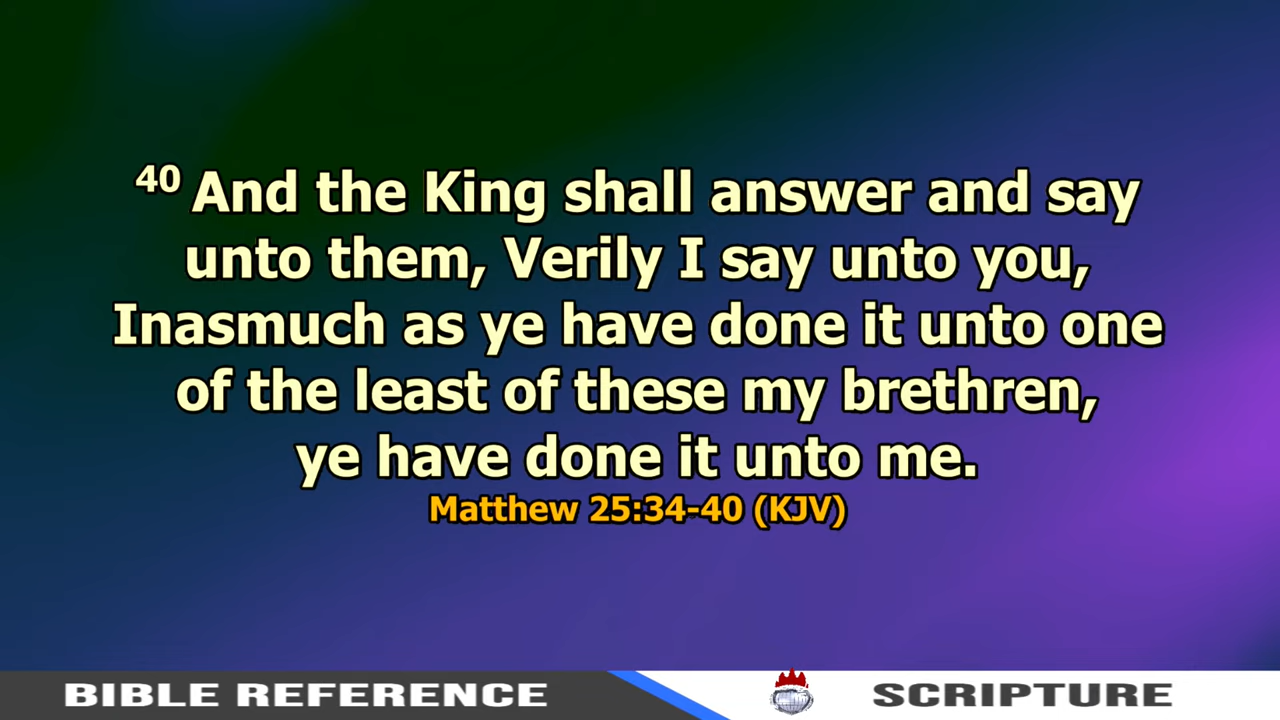 40 And the King shall answer and say
unto them, Verily I say unto you,
Inasmuch as ye have done it unto one
of the least of these my brethren,
ye have done it unto me.
Matthew 25:34-40 (KJV)
BIBLE REFERENCE
SCRIPTURE